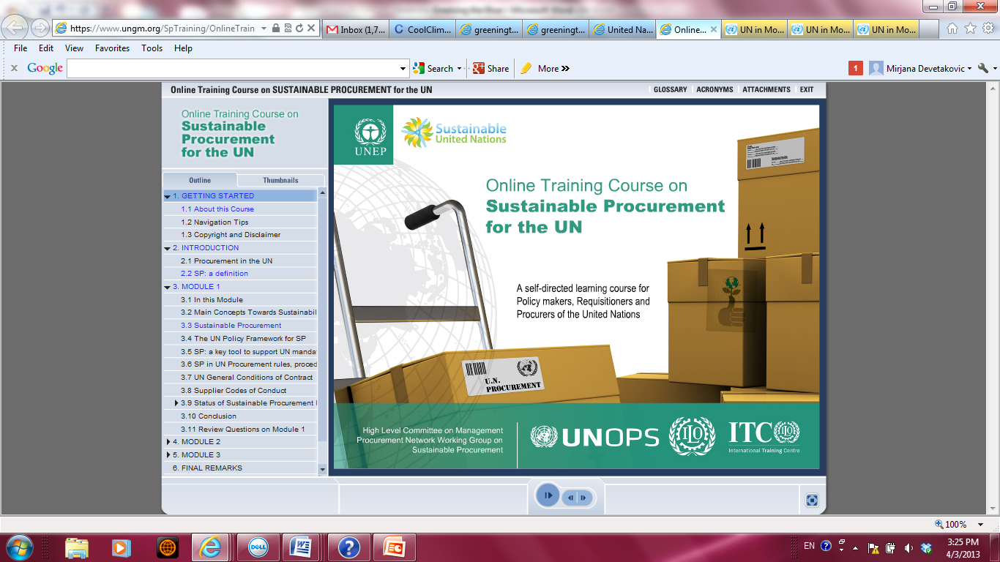 https://www.ungm.org/SpTraining/OnlineTrain
Inbox (1,7...
CoolClim...
greeningt...
greeningt...
United Na...
Online...
UN in Mo...
UN in Mo...
UN in Mo...
File Edit View Favorites Tools Help
x Google Search Share More » 1 Mirjana Devetakovic
Online Training Course on SUSTAINABLE PROCUREMENT for the UN
GLOSSARY ACRONYMS ATTACHMENTS EXIT
Online Training Course on
Sustainable
Procurement
for the UN
Outline Thumbnails
1. GETTING STARTED
1.1 About this Course
1.2 Navigation Tips
1.3 Copyright and Disclaimer
2. INTRODUCTION
2.1 Procurement in the UN
2.2 SP: a definition
3. MODULE 1
3.1 In this Module
3.2 Main Concepts Towards Sustainabil
3.3 Sustainable Procurement
3.4 The UN Policy Framework for SP
3.5 SP: a key tool to support UN manda
3.6 SP in UN Procurement rules, proced
3.7 UN General Conditions of Contract
3.8 Supplier Codes of Conduct
3.9 Status of Sustainable Procurement
3.10 Conclusion
3.11 Review Questions on Module 1
4. MODULE 2
5. MODULE 3
6. FINAL REMARKS
UNEP
Sustainable
United Nations
Online Training Course on
Sustainable Procurement
for the UN
A self-directed learning course for
Policy makers, Requisitioners and
Procurers of the United Nations
U.N.
PROCUREMENT
High Level Committee on Management
Procurement Network Working Group on
Sustainable Procurement
UNOPS
ILO
ITC
ILO
International Training Centre
100%
DELL
EN
3:25 PM
4/3/2013